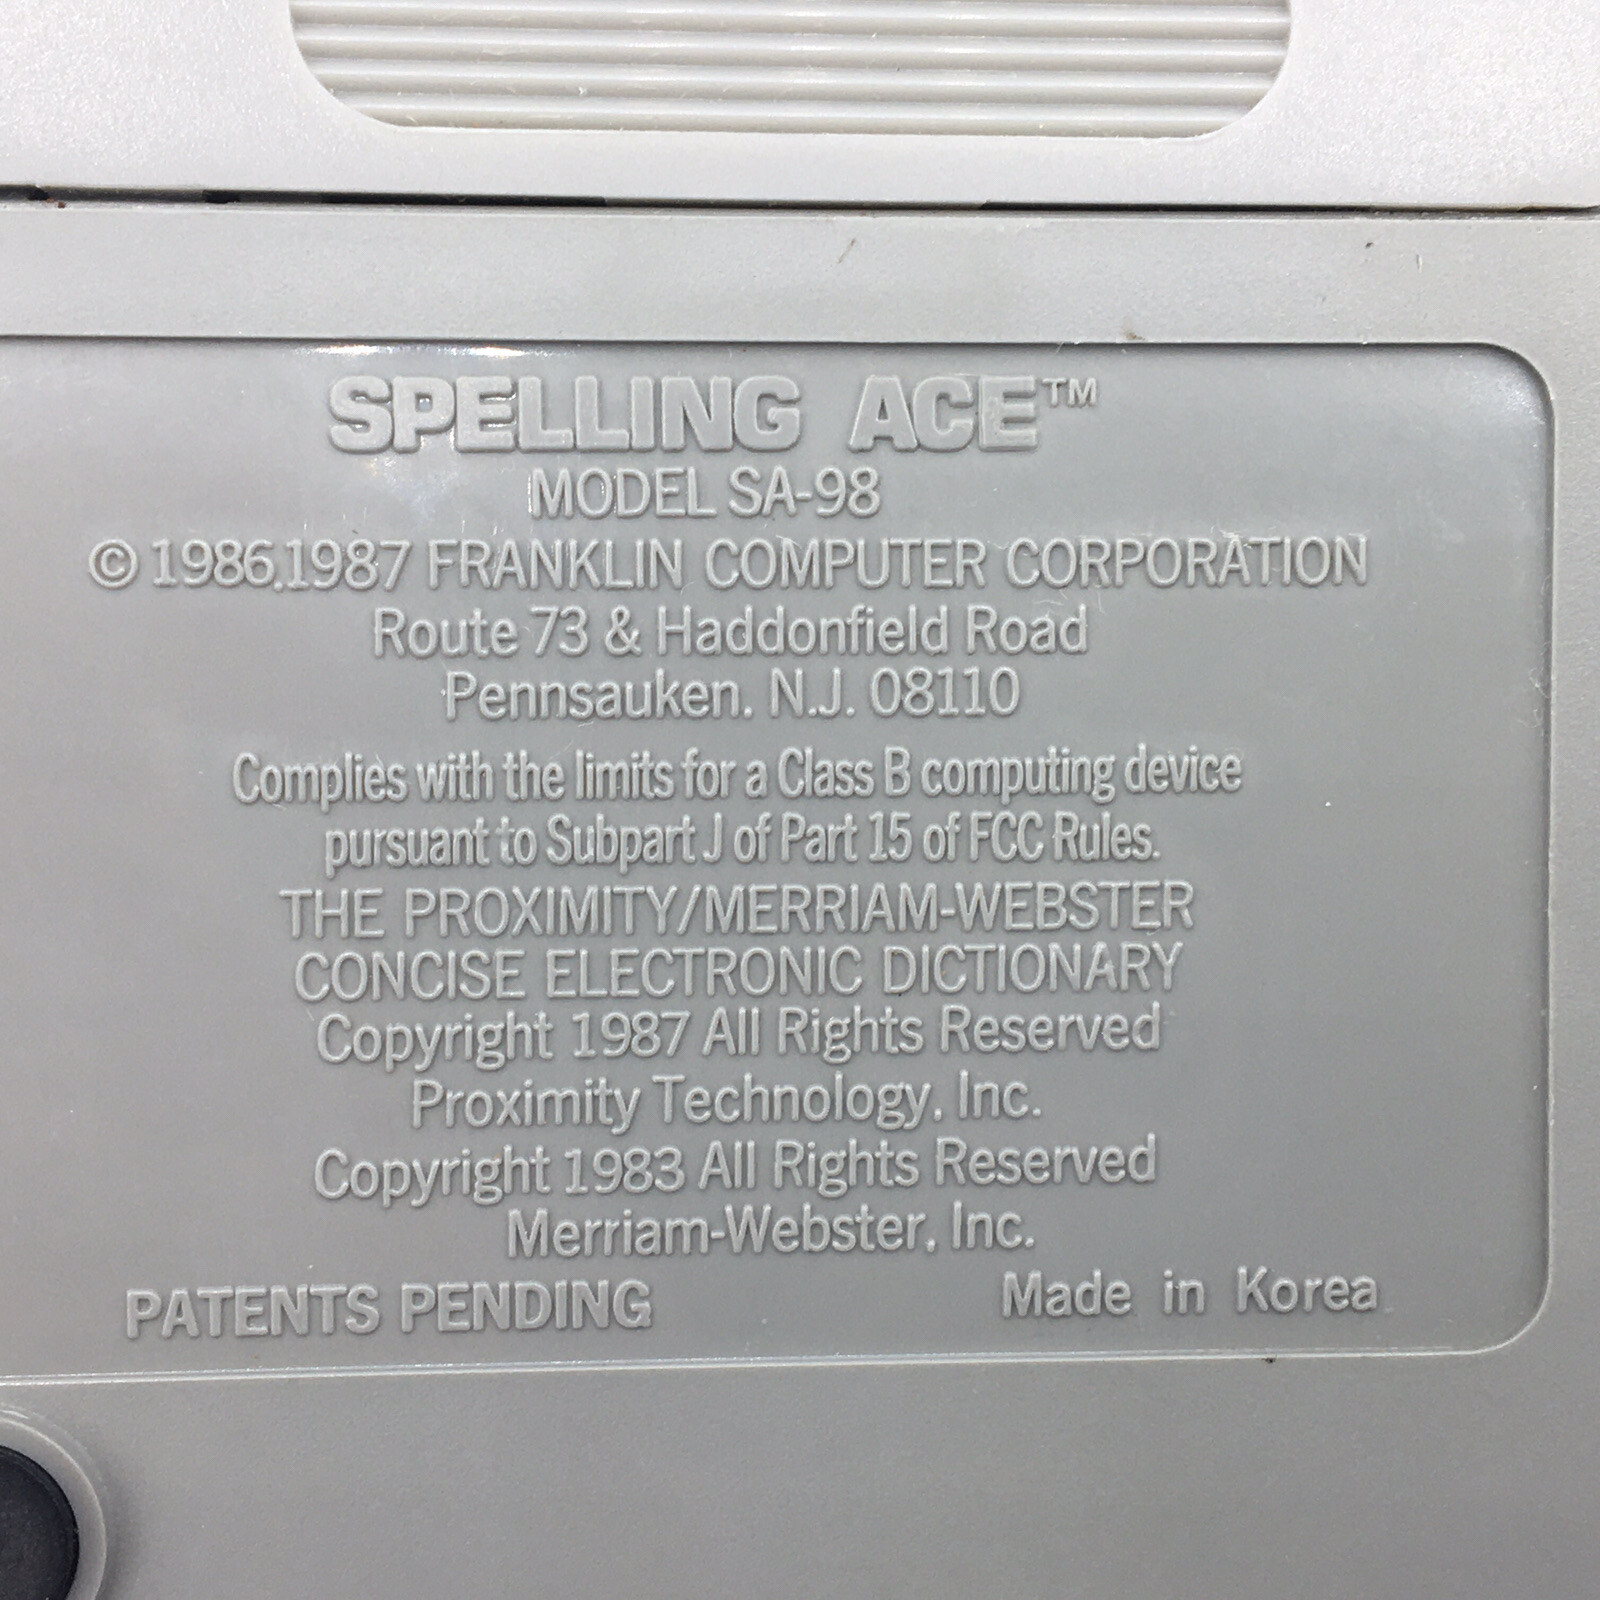 SPELLING ACE™
MODEL SA-98
© 1986,1987 FRANKLIN COMPUTER CORPORATION
Route 73 & Haddonfield Road
Pennsauken, N.J. 08110
Complies with the limits for a Class B computing device
pursuant to Subpart J of Part 15 of FCC Rules.
THE PROXIMITY/MERRIAM-WEBSTER
CONCISE ELECTRONIC DICTIONARY
Copyright 1987 All Rights Reserved
Proximity Technology, Inc.
Copyright 1983 All Rights Reserved
Merriam-Webster, Inc.
PATENTS PENDING Made in Korea